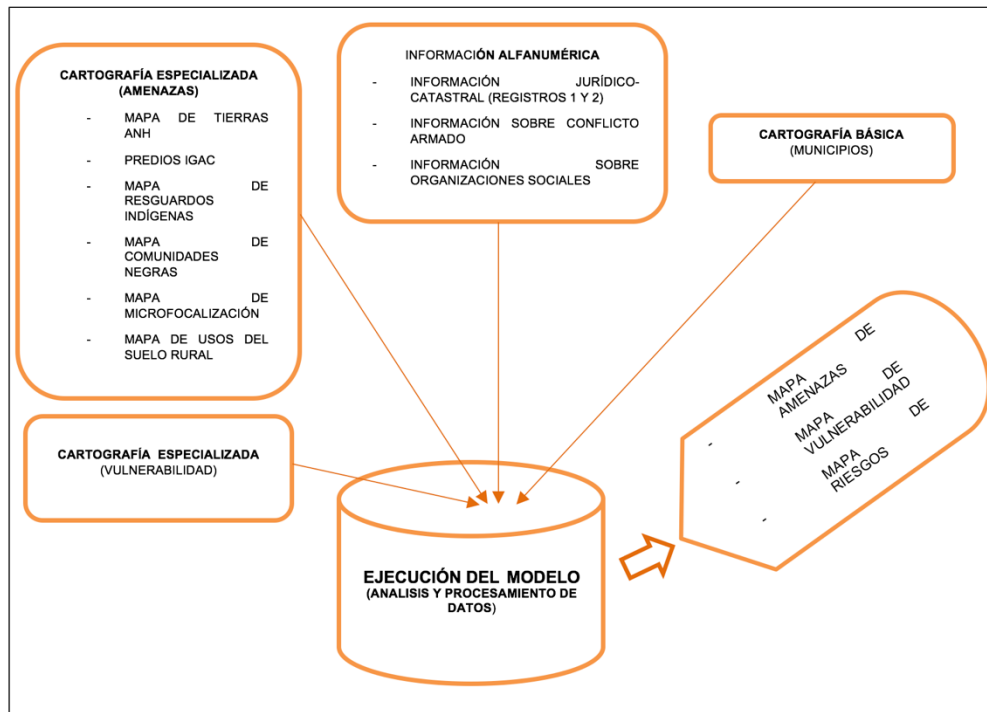 CARTOGRAFÍA ESPECIALIZADA
(AMENAZAS)
- MAPA DE TIERRAS
ANH
- PREDIOS IGAC
- MAPA DE
RESGUARDOS
INDÍGENAS
- MAPA DE
COMUNIDADES
NEGRAS
- MAPA DE
MICROFOCALIZACIÓN
- MAPA DE USOS DEL
SUELO RURAL
INFORMACIÓN ALFANUMÉRICA
- INFORMACIÓN JURÍDICO-
CATASTRAL (REGISTROS 1 Y 2)
- INFORMACIÓN SOBRE CONFLICTO
ARMADO
- INFORMACIÓN SOBRE
ORGANIZACIONES SOCIALES
CARTOGRAFÍA BÁSICA
(MUNICIPIOS)
CARTOGRAFÍA ESPECIALIZADA
(VULNERABILIDAD)
EJECUCIÓN DEL MODELO
(ANALISIS Y PROCESAMIENTO DE
DATOS)
- MAPA DE
AMENAZAS
- MAPA DE
VULNERABILIDAD
- MAPA DE
RIESGOS